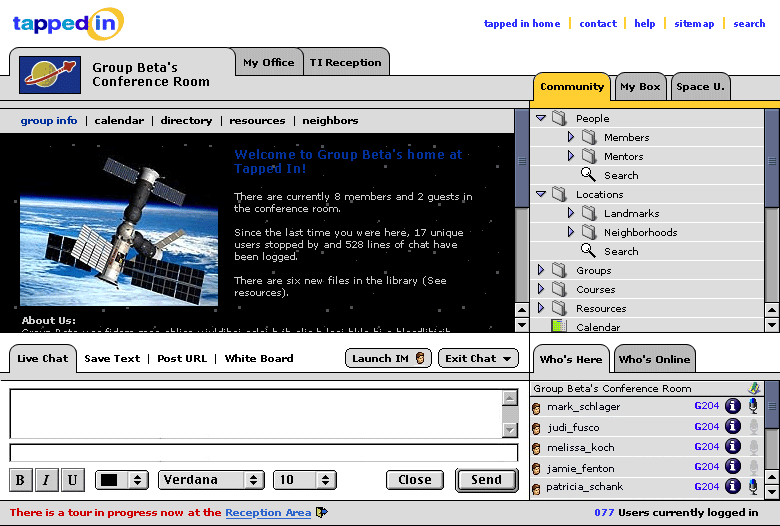 tapped in
tapped in home | contact | help | sitemap | search
Group Beta's
Conference Room
My Office
TI Reception
Community
My Box
Space U.
group info | calendar | directory | resources | neighbors
Welcome to Group Beta's home at
Tapped In!
There are currently 8 members and 2 guests in
the conference room.
Since the last time you were here, 17 unique
users stopped by and 528 lines of chat have
been logged.
There are six new files in the library (See
resources).
About Us:
People
Members
Mentors
Search
Locations
Landmarks
Neighborhoods
Search
Groups
Courses
Resources
Calendar
Live Chat
Save Text | Post URL | White Board
Launch IM
Exit Chat
Who's Here
Who's Online
Group Beta's Conference Room
mark_schlager G204
judi_fusco G204
melissa_koch G204
jamie_fenton G204
patricia_schank G204
B I U
Verdana
10
Close
Send
There is a tour in progress now at the Reception Area
077 Users currently logged in